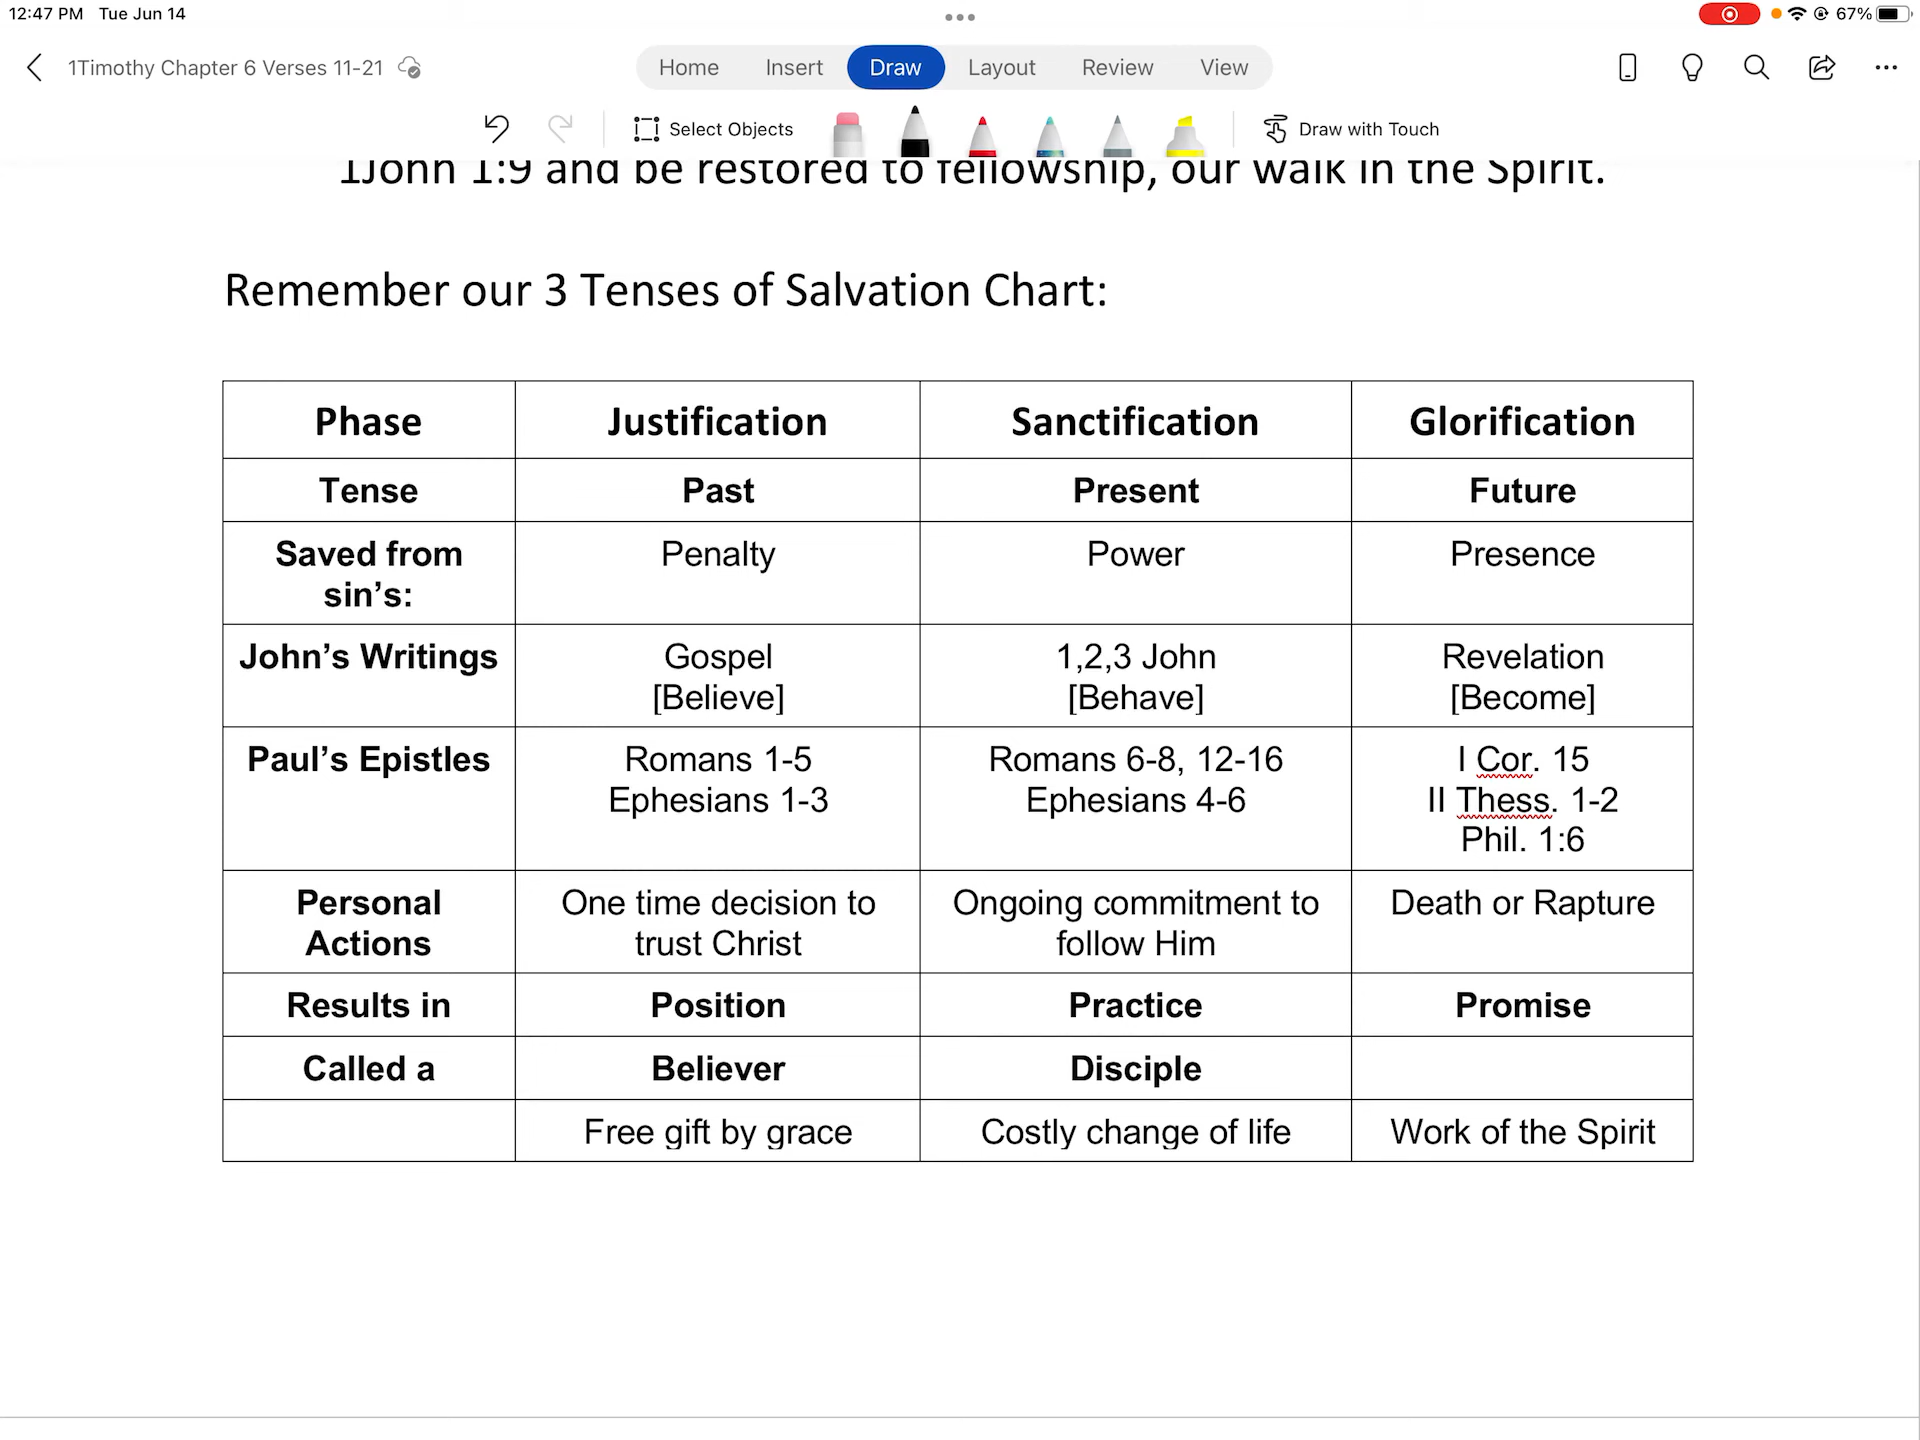 12:47 PM Tue Jun 14
67%
1Timothy Chapter 6 Verses 11-21
Home Insert Draw Layout Review View
Select Objects
Draw with Touch
1John 1:9 and be restored to fellowship, our walk in the Spirit.
Remember our 3 Tenses of Salvation Chart:
Phase Justification Sanctification Glorification
Tense Past Present Future
Saved from Penalty Power Presence
sin’s:
John’s Writings Gospel 1,2,3 John Revelation
[Believe] [Behave] [Become]
Paul’s Epistles Romans 1-5 Romans 6-8, 12-16 I Cor. 15
Ephesians 1-3 Ephesians 4-6 II Thess. 1-2
Phil. 1:6
Personal One time decision to Ongoing commitment to Death or Rapture
Actions trust Christ follow Him
Results in Position Practice Promise
Called a Believer Disciple
Free gift by grace Costly change of life Work of the Spirit